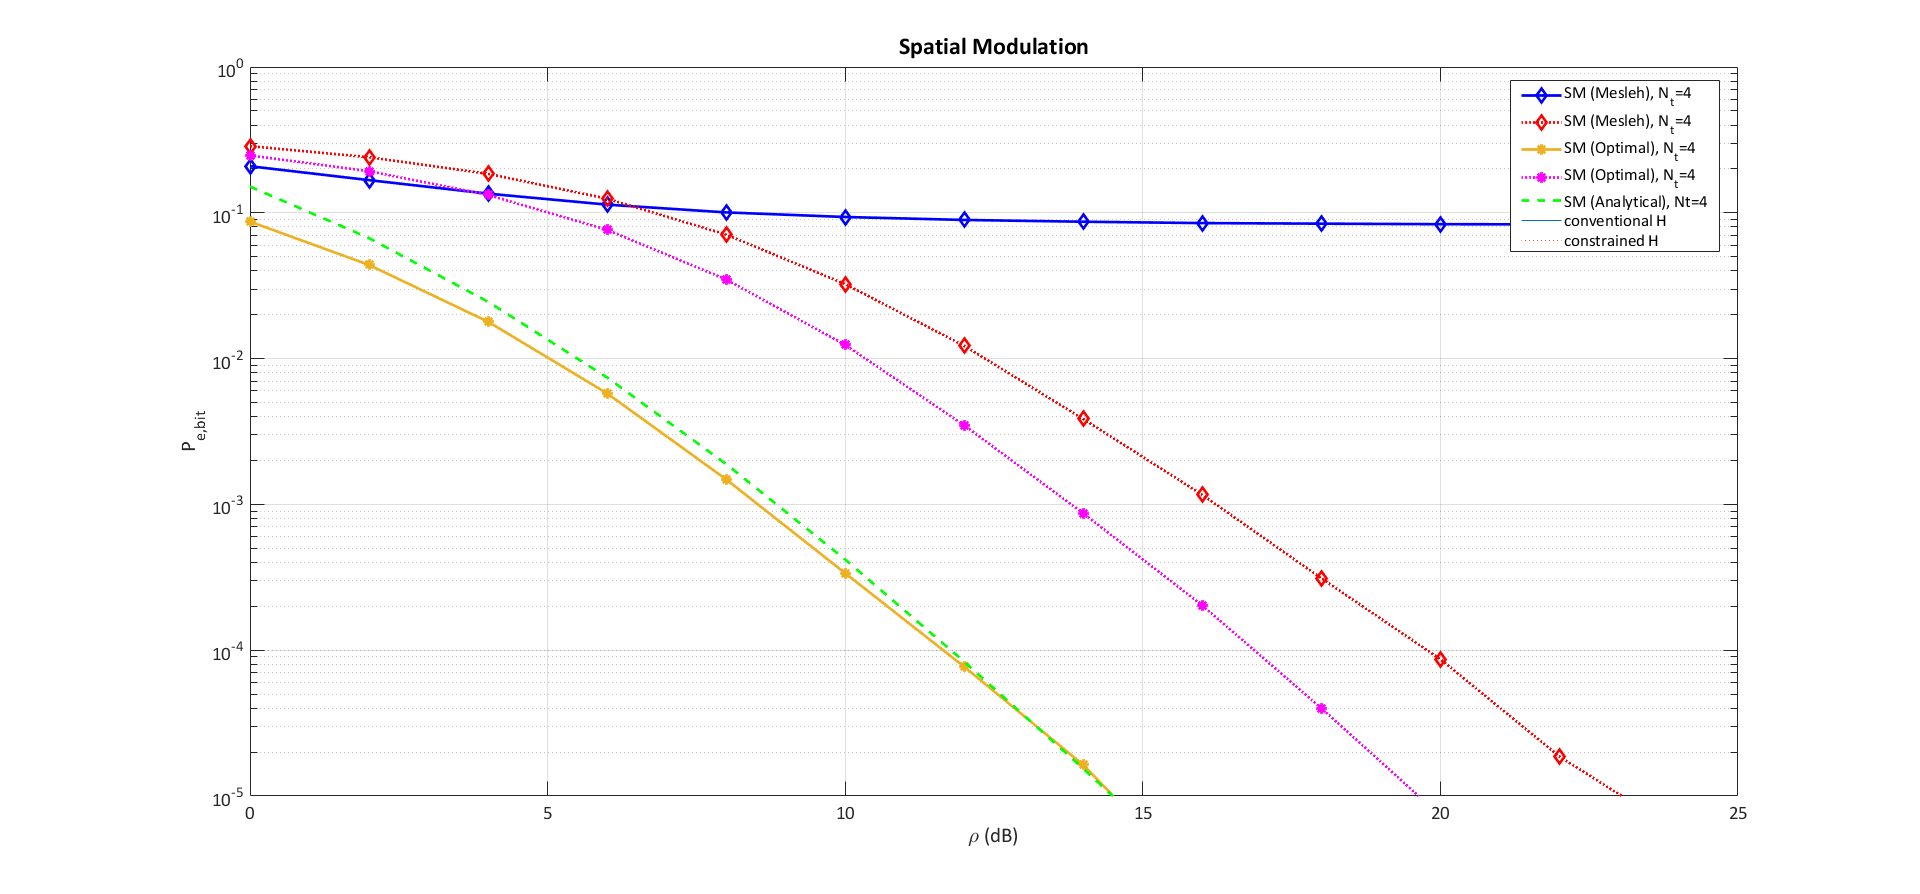 Spatial Modulation
10^0
10^-1
10^-2
10^-3
10^-4
10^-5
P_e,bit
0 5 10 15 20 25
ρ (dB)
SM (Mesleh), N_t=4
SM (Mesleh), N_t=4
SM (Optimal), N_t=4
SM (Optimal), N_t=4
SM (Analytical), Nt=4
conventional H
constrained H